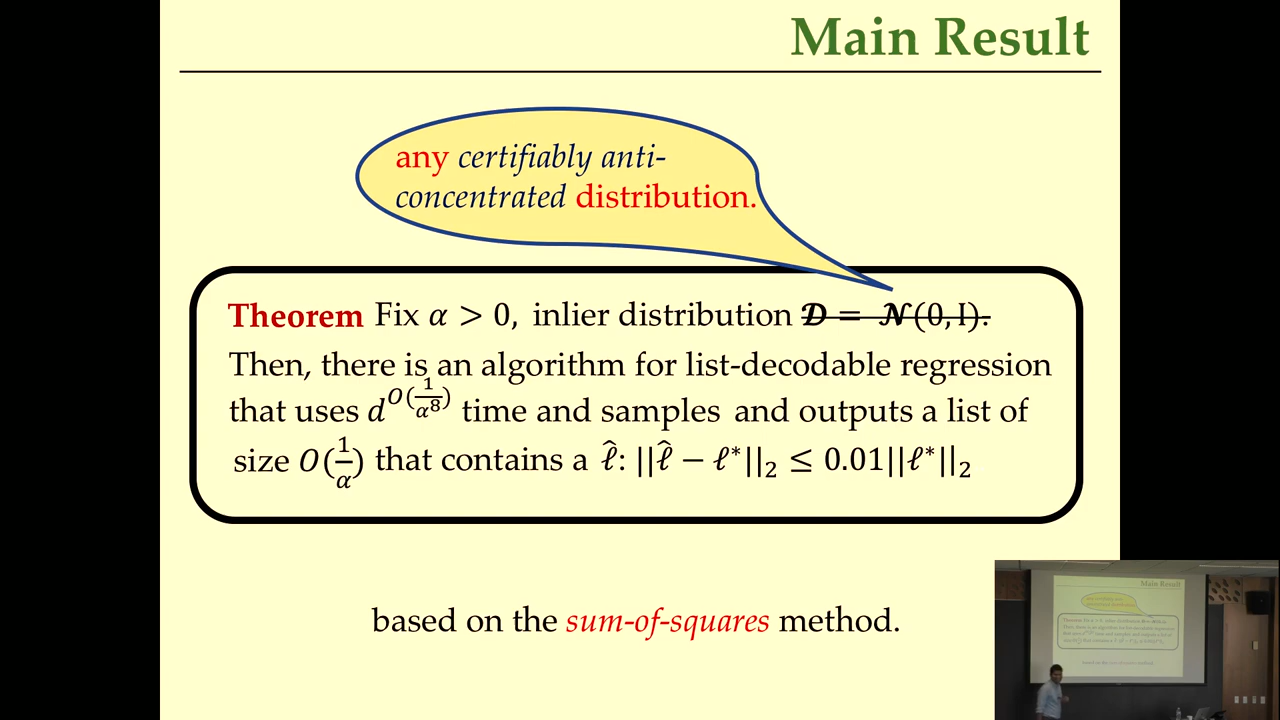 Main Result
any certifiably anti-
concentrated distribution.
Theorem Fix α > 0, inlier distribution 𝓓 = 𝓝(0, I).
Then, there is an algorithm for list-decodable regression
that uses d^{O(1/α^8)} time and samples and outputs a list of
size O(1/α) that contains a ℓ̂: ||ℓ̂ − ℓ*||₂ ≤ 0.01||ℓ*||₂
based on the sum-of-squares method.
Main Result